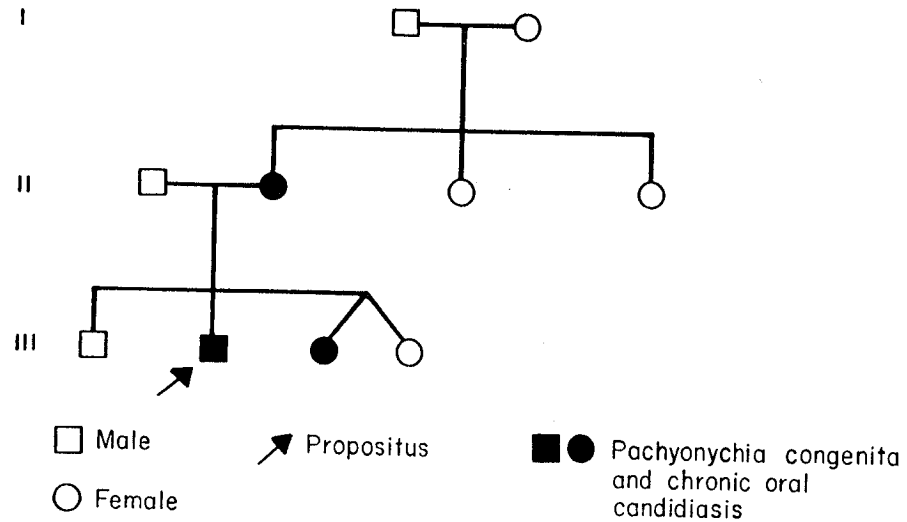 I
II
III
Male
Propositus
Pachyonychia congenita
and chronic oral
candidiasis
Female